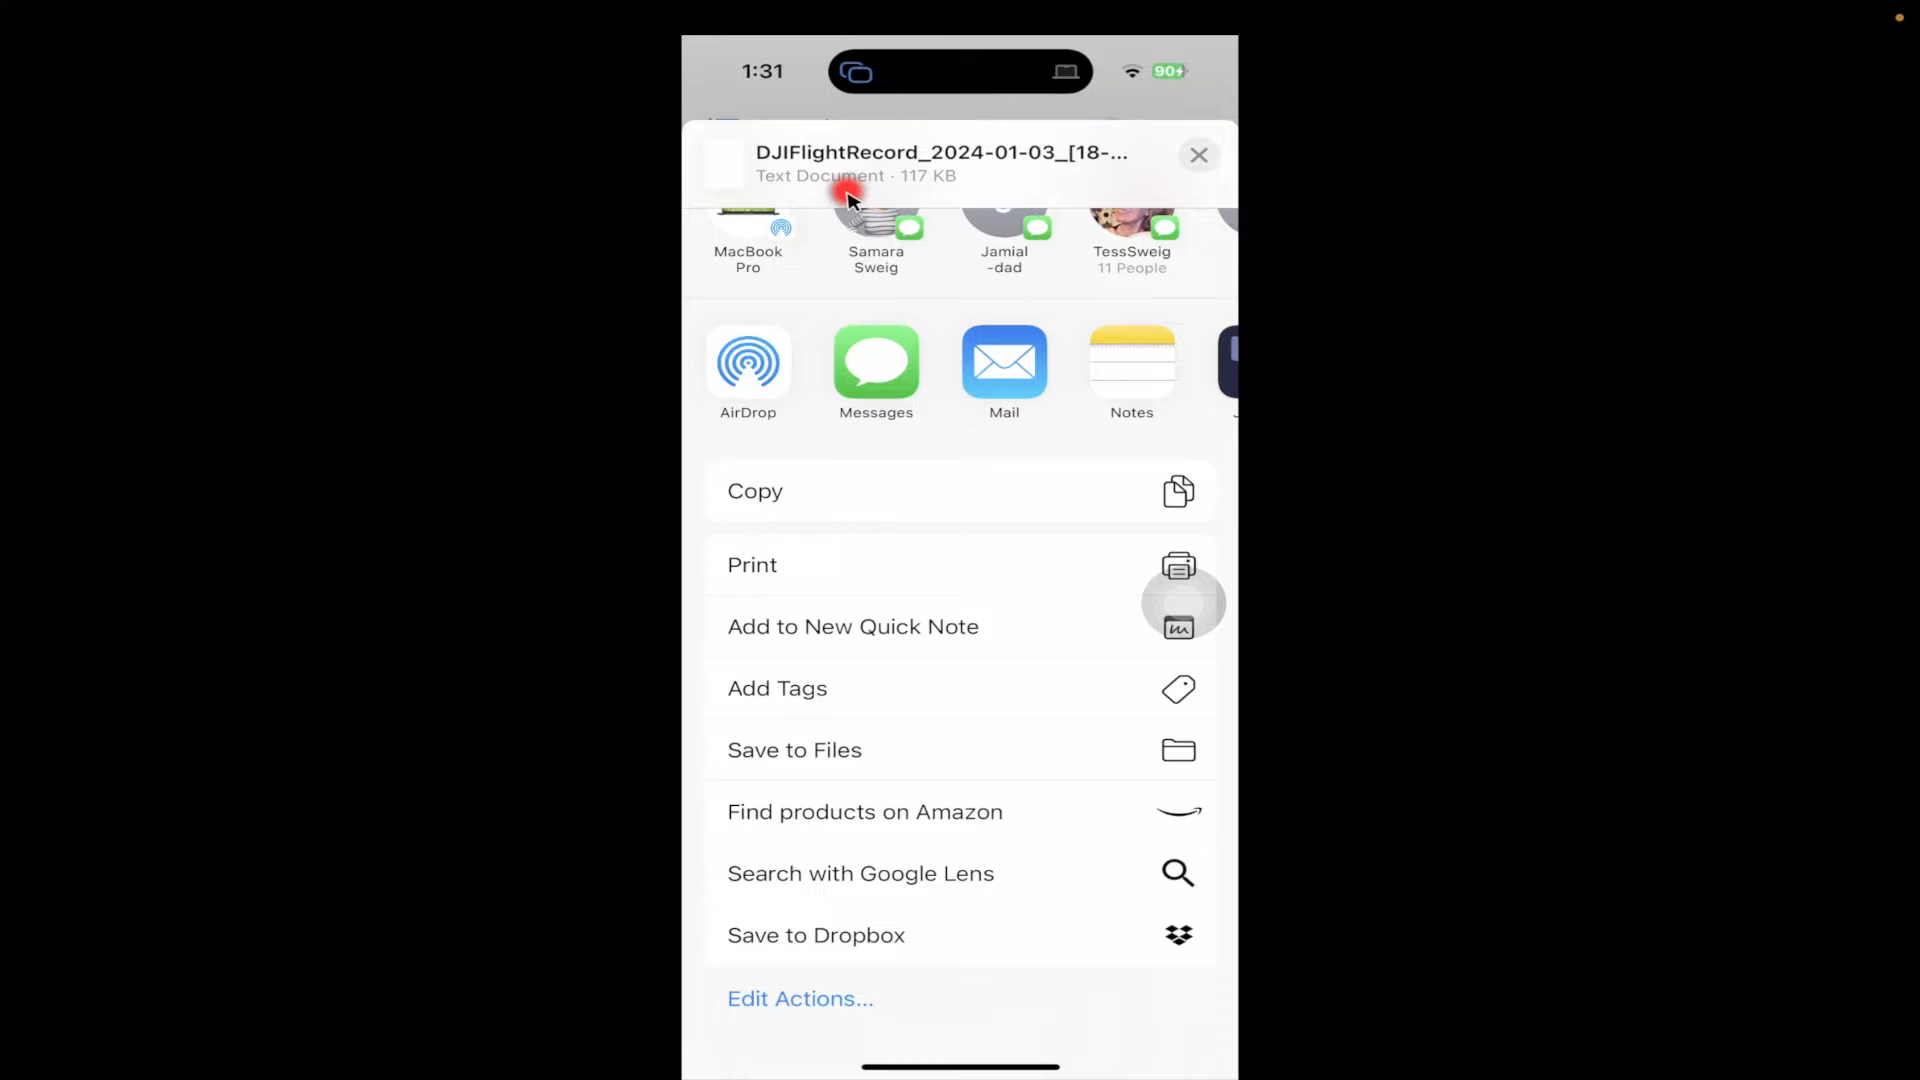 1:31
90
DJIFlightRecord_2024-01-03_[18-...
Text Document · 117 KB
MacBook
Pro
Samara
Sweig
Jamial
-dad
TessSweig
11 People
AirDrop
Messages
Mail
Notes
Copy
Print
Add to New Quick Note
Add Tags
Save to Files
Find products on Amazon
Search with Google Lens
Save to Dropbox
Edit Actions...